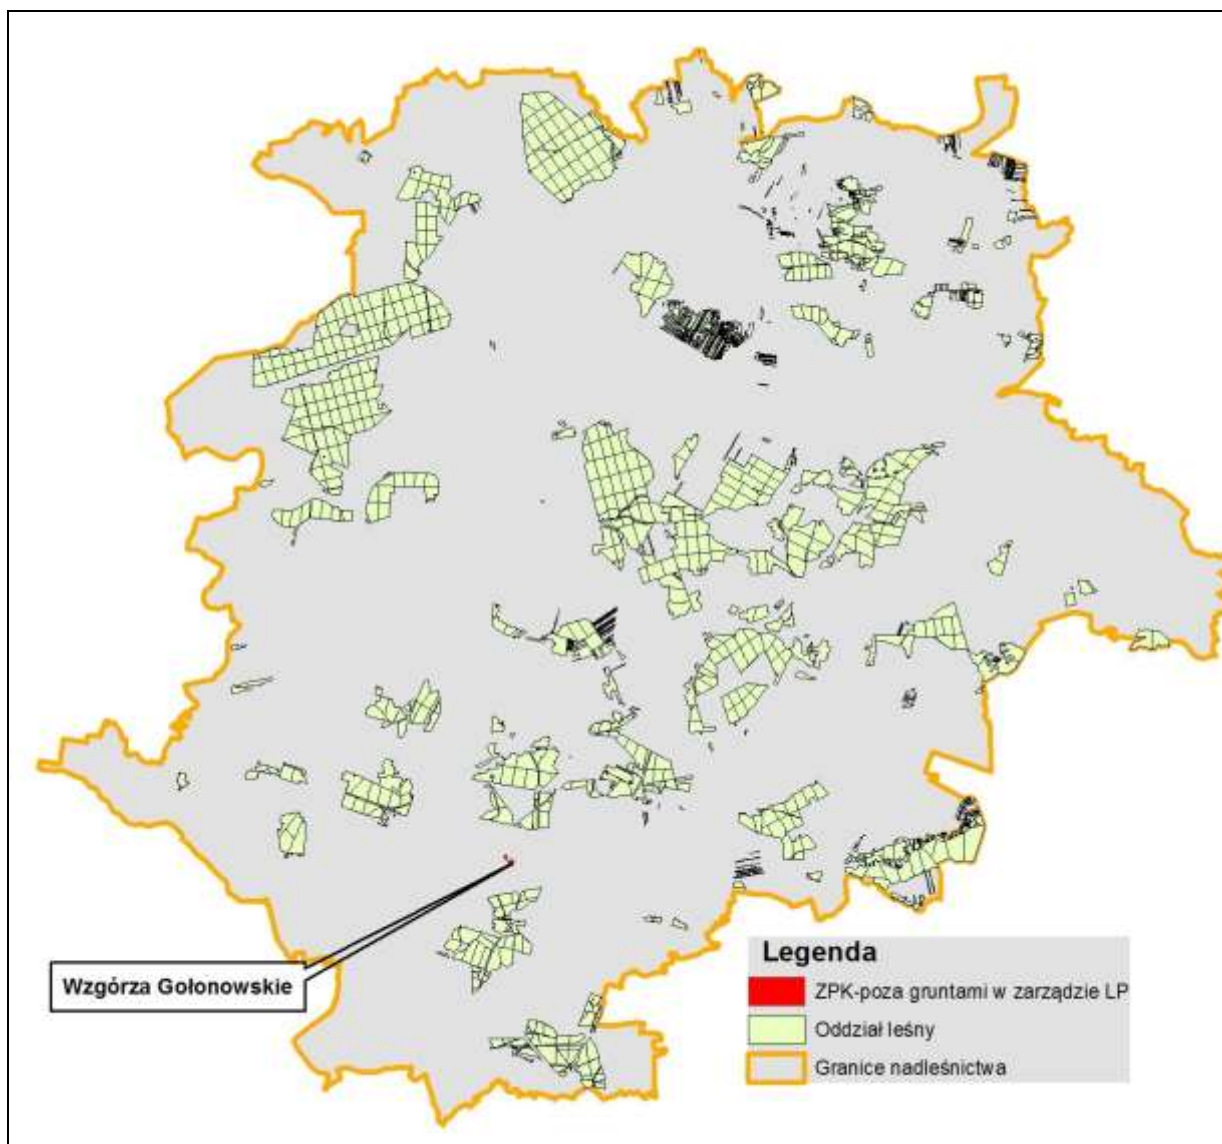 Wzgórza Gołonowskie
Legenda
ZPK-poza gruntami w zarządzie LP
Oddział leśny
Granice nadleśnictwa